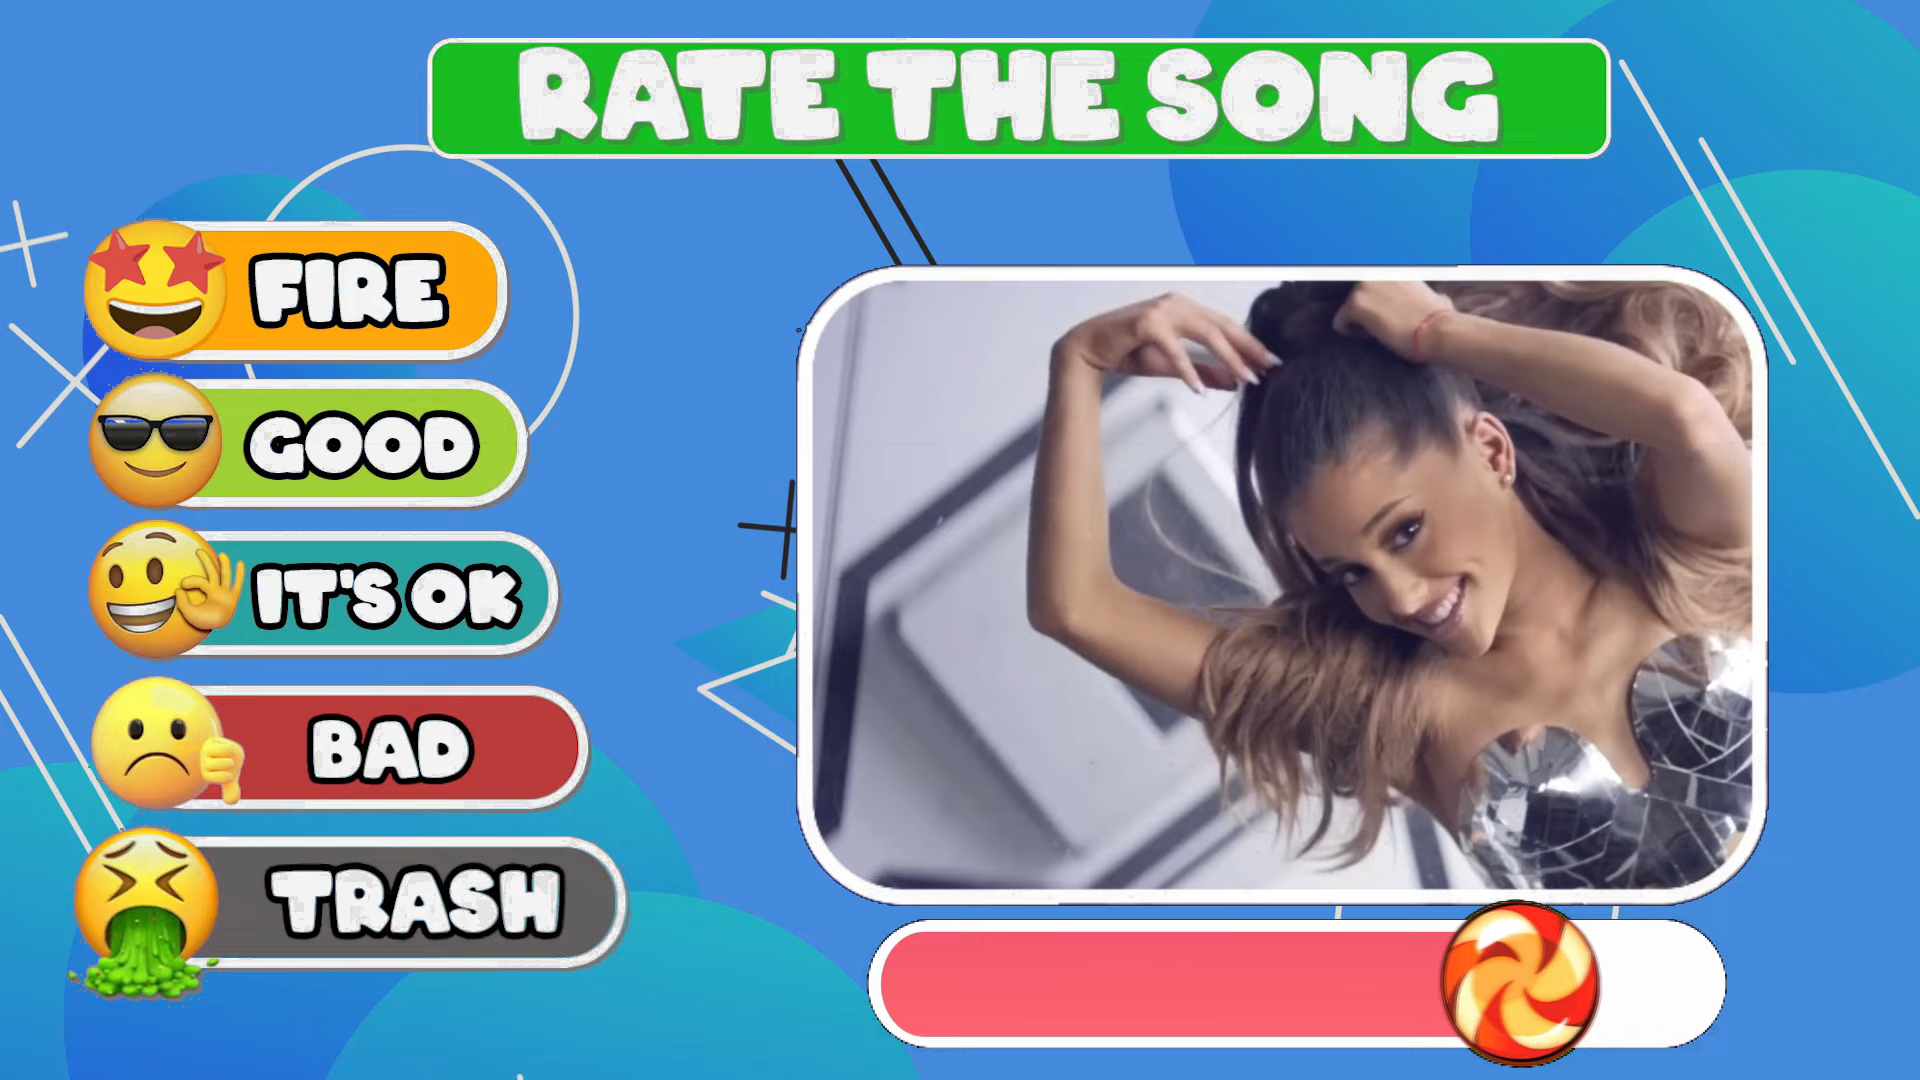 RATE THE SONG
FIRE
GOOD
IT'S OK
BAD
TRASH